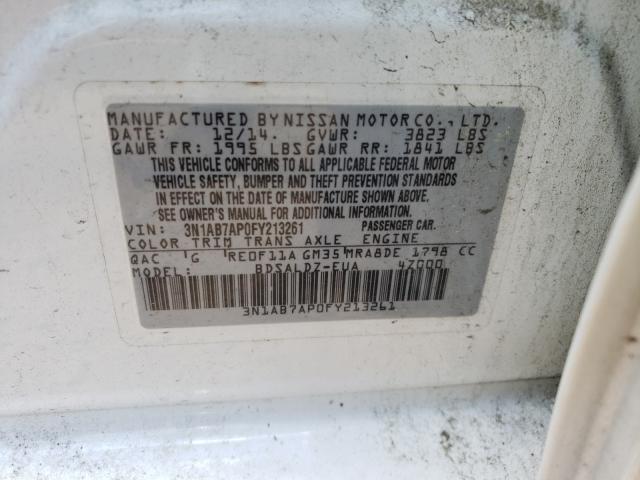 MANUFACTURED BY NISSAN MOTOR CO., LTD.
DATE: 12/14. GVWR: 3823 LBS
GAWR FR: 1995 LBS GAWR RR: 1841 LBS
THIS VEHICLE CONFORMS TO ALL APPLICABLE FEDERAL MOTOR
VEHICLE SAFETY, BUMPER AND THEFT PREVENTION STANDARDS
IN EFFECT ON THE DATE OF MANUFACTURE SHOWN ABOVE.
SEE OWNER'S MANUAL FOR ADDITIONAL INFORMATION.
VIN: 3N1AB7AP0FY213261 PASSENGER CAR.
COLOR TRIM TRANS AXLE ENGINE
QAC G RE0F11A GM35 MRA8DE 1798 CC
BDSALDZ-EUA 47000
3N1AB7AP0FY213261